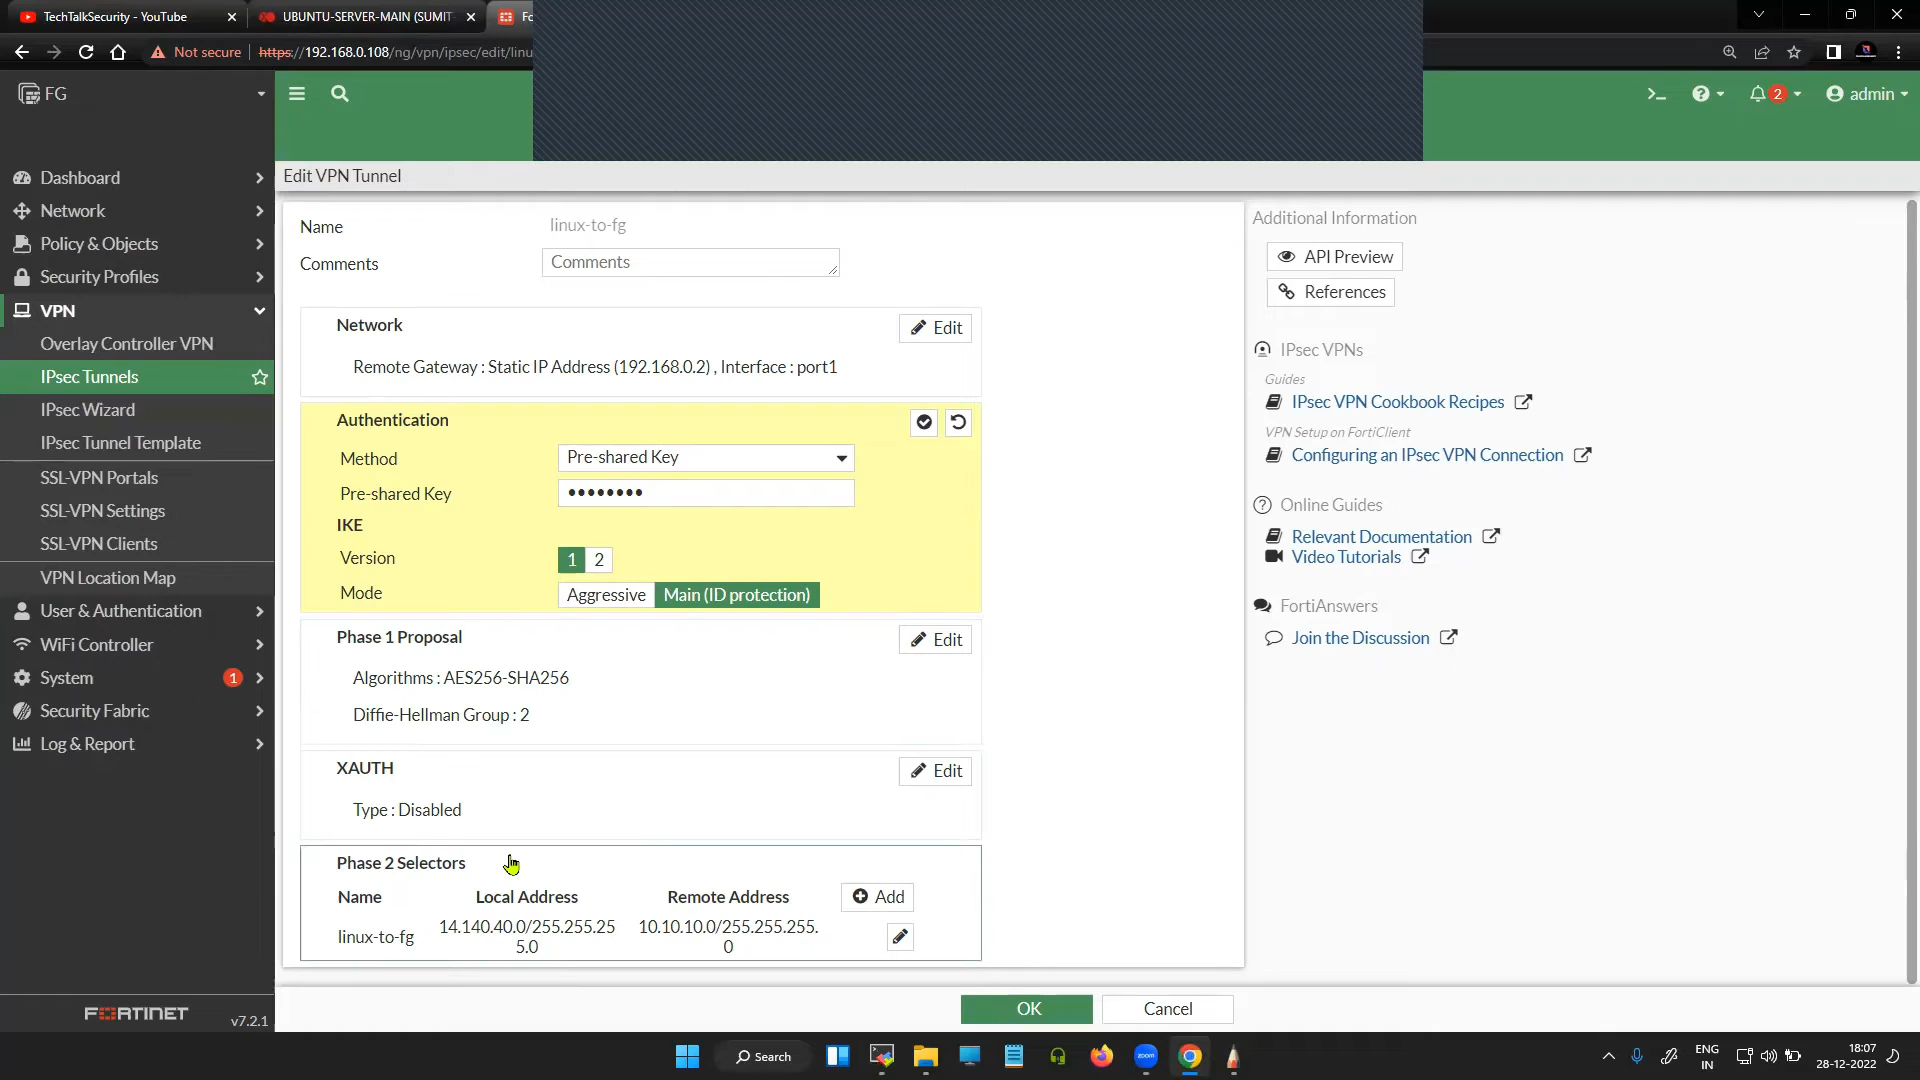 TechTalkSecurity - YouTube
UBUNTU-SERVER-MAIN (SUMIT-
Fo
Not secure
https://192.168.0.108/ng/vpn/ipsec/edit/linu
FG
2
admin
Dashboard
Network
Policy & Objects
Security Profiles
VPN
Overlay Controller VPN
IPsec Tunnels
IPsec Wizard
IPsec Tunnel Template
SSL-VPN Portals
SSL-VPN Settings
SSL-VPN Clients
VPN Location Map
User & Authentication
WiFi Controller
System 1
Security Fabric
Log & Report
FORTINET
v7.2.1
Edit VPN Tunnel
Name linux-to-fg
Comments Comments
Network Edit
Remote Gateway : Static IP Address (192.168.0.2) , Interface : port1
Authentication
Method Pre-shared Key
Pre-shared Key ••••••••
IKE
Version 1 2
Mode Aggressive Main (ID protection)
Phase 1 Proposal Edit
Algorithms : AES256-SHA256
Diffie-Hellman Group : 2
XAUTH Edit
Type : Disabled
Phase 2 Selectors
Name Local Address Remote Address Add
linux-to-fg 14.140.40.0/255.255.25 10.10.10.0/255.255.255.
5.0 0
OK Cancel
Additional Information
API Preview
References
IPsec VPNs
Guides
IPsec VPN Cookbook Recipes
VPN Setup on FortiClient
Configuring an IPsec VPN Connection
Online Guides
Relevant Documentation
Video Tutorials
FortiAnswers
Join the Discussion
Search
zoom
ENG
IN
18:07
28-12-2022